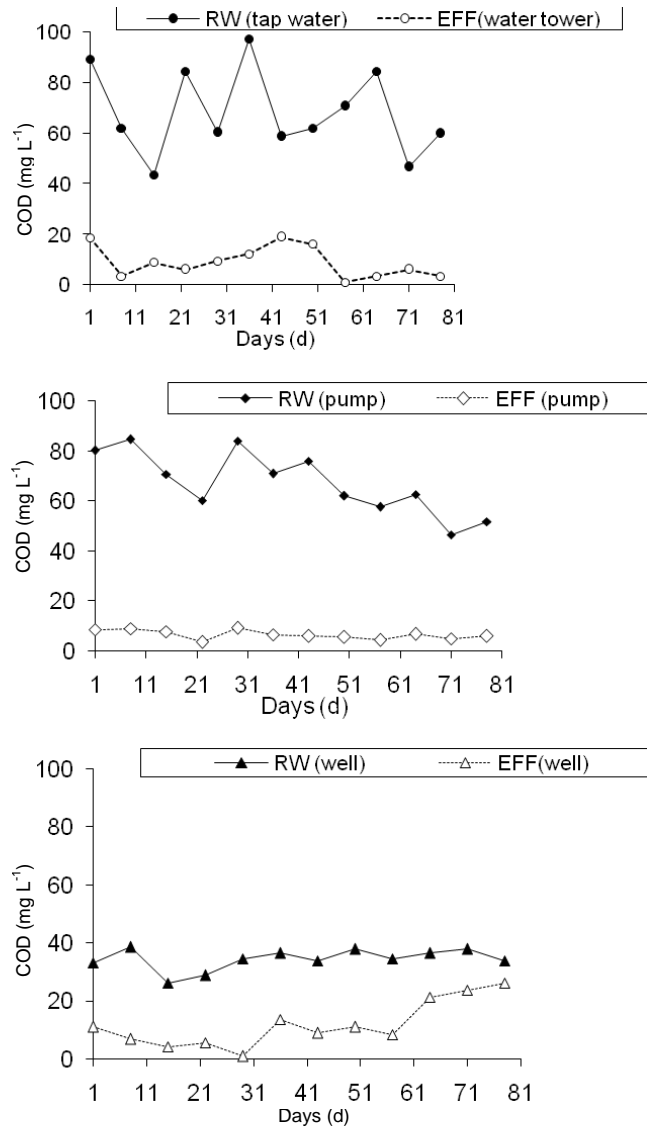 RW (tap water) EFF(water tower)
100
80
60
40
20
0
COD (mg L-1)
1 11 21 31 41 51 61 71 81
Days (d)
RW (pump) EFF (pump)
100
80
60
40
20
0
COD (mg L-1)
1 11 21 31 41 51 61 71 81
Days (d)
RW (well) EFF(well)
100
80
60
40
20
0
COD (mg L-1)
1 11 21 31 41 51 61 71 81
Days (d)